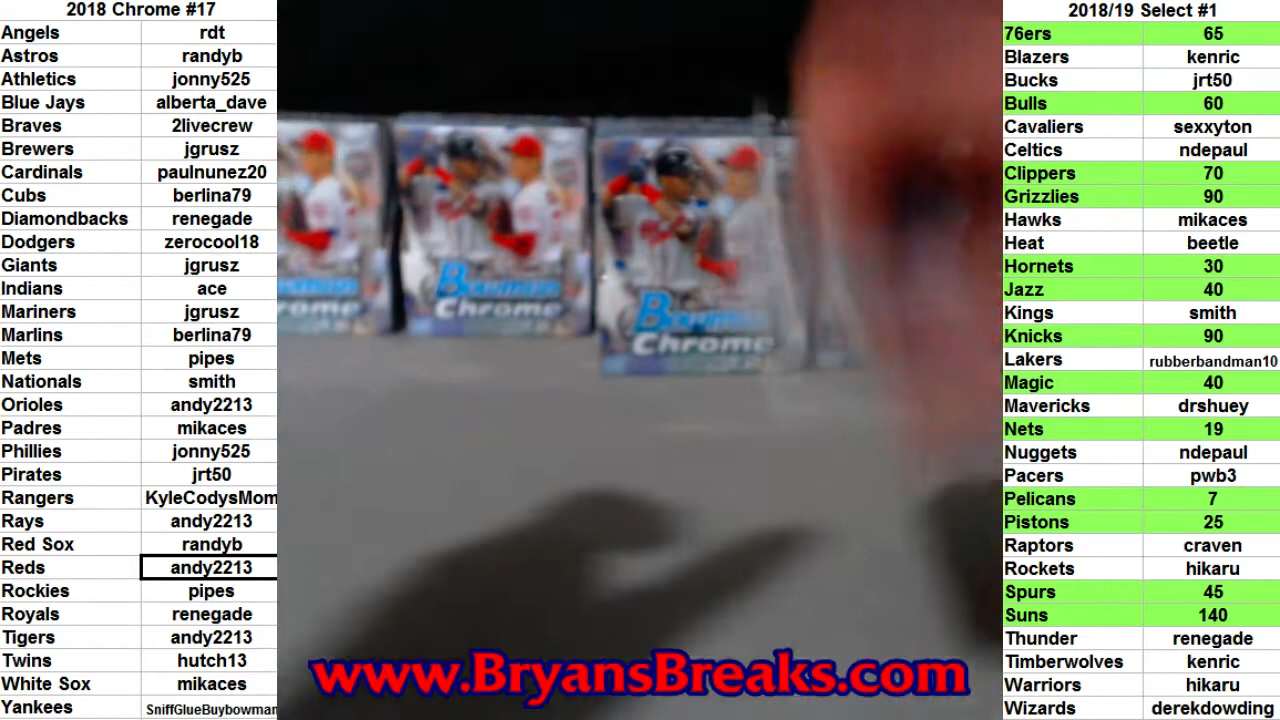 2018 Chrome #17
Angels rdt
Astros randyb
Athletics jonny525
Blue Jays alberta_dave
Braves 2livecrew
Brewers jgrusz
Cardinals paulnunez20
Cubs berlina79
Diamondbacks renegade
Dodgers zerocool18
Giants jgrusz
Indians ace
Mariners jgrusz
Marlins berlina79
Mets pipes
Nationals smith
Orioles andy2213
Padres mikaces
Phillies jonny525
Pirates jrt50
Rangers KyleCodysMom
Rays andy2213
Red Sox randyb
Reds andy2213
Rockies pipes
Royals renegade
Tigers andy2213
Twins hutch13
White Sox mikaces
Yankees SniffGlueBuybowman
Chrome
Bowman
Chrome
Bowman
Chrome
www.BryansBreaks.com
2018/19 Select #1
76ers 65
Blazers kenric
Bucks jrt50
Bulls 60
Cavaliers sexxyton
Celtics ndepaul
Clippers 70
Grizzlies 90
Hawks mikaces
Heat beetle
Hornets 30
Jazz 40
Kings smith
Knicks 90
Lakers rubberbandman10
Magic 40
Mavericks drshuey
Nets 19
Nuggets ndepaul
Pacers pwb3
Pelicans 7
Pistons 25
Raptors craven
Rockets hikaru
Spurs 45
Suns 140
Thunder renegade
Timberwolves kenric
Warriors hikaru
Wizards derekdowding